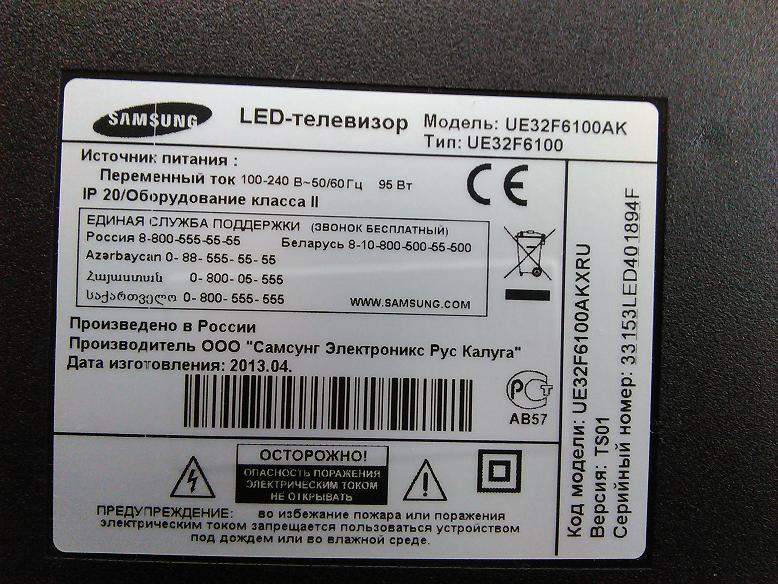 SAMSUNG LED-телевизор Модель: UE32F6100AK
Тип: UE32F6100
Источник питания :
Переменный ток 100-240 В~50/60Гц 95 Вт
IP 20/Оборудование класса II
ЕДИНАЯ СЛУЖБА ПОДДЕРЖКИ (ЗВОНОК БЕСПЛАТНЫЙ)
Россия 8-800-555-55-55 Беларусь 8-10-800-500-55-500
Azərbaycan 0- 88- 555- 55- 55
Հայաստան 0- 800- 05- 555
საქართველო 0- 800- 555- 555
WWW.SAMSUNG.COM
Произведено в России
Производитель ООО "Самсунг Электроникс Рус Калуга"
Дата изготовления: 2013.04.
CE
РСТ
АВ57
ОСТОРОЖНО!
ОПАСНОСТЬ ПОРАЖЕНИЯ
ЭЛЕКТРИЧЕСКИМ ТОКОМ
НЕ ОТКРЫВАТЬ
ПРЕДУПРЕЖДЕНИЕ: во избежание пожара или поражения
электрическим током запрещается пользоваться устройством
под дождем или во влажной среде.
Код модели: UE32F6100AKXRU
Версия: TS01
Серийный номер: 33153LED401894F